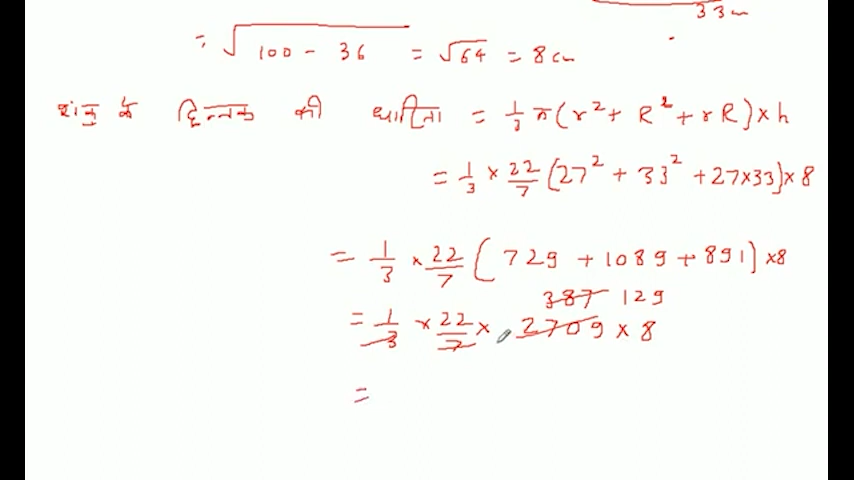 33 cm
= √100 - 36 = √64 = 8 cm
शंकु के छिन्नक की धारिता = 1/3 π (r² + R² + rR) × h
= 1/3 × 22/7 (27² + 33² + 27×33) × 8
= 1/3 × 22/7 (729 + 1089 + 891) × 8
387 129
= 1/3 × 22/7 × 2709 × 8
=